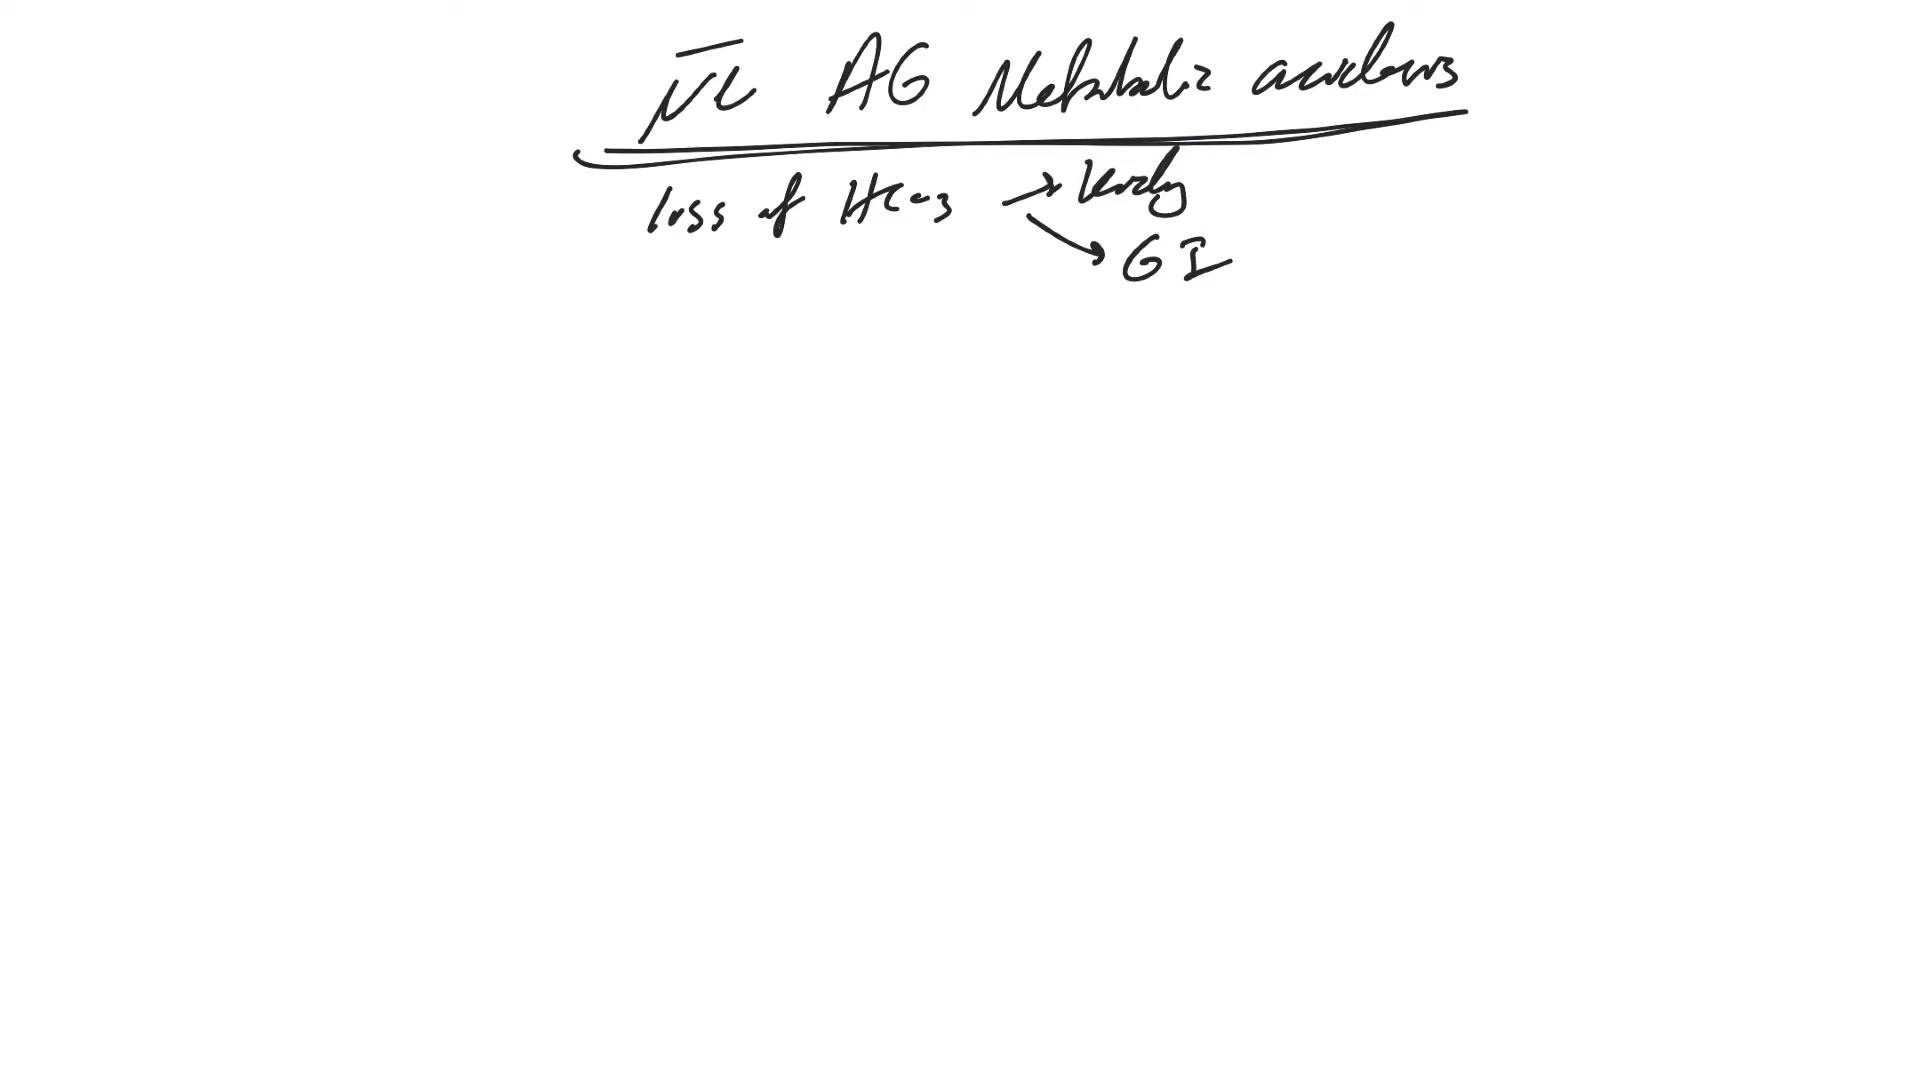 NL AG Metabolic acidosis
loss of HCO3 → Kidney
→ GI